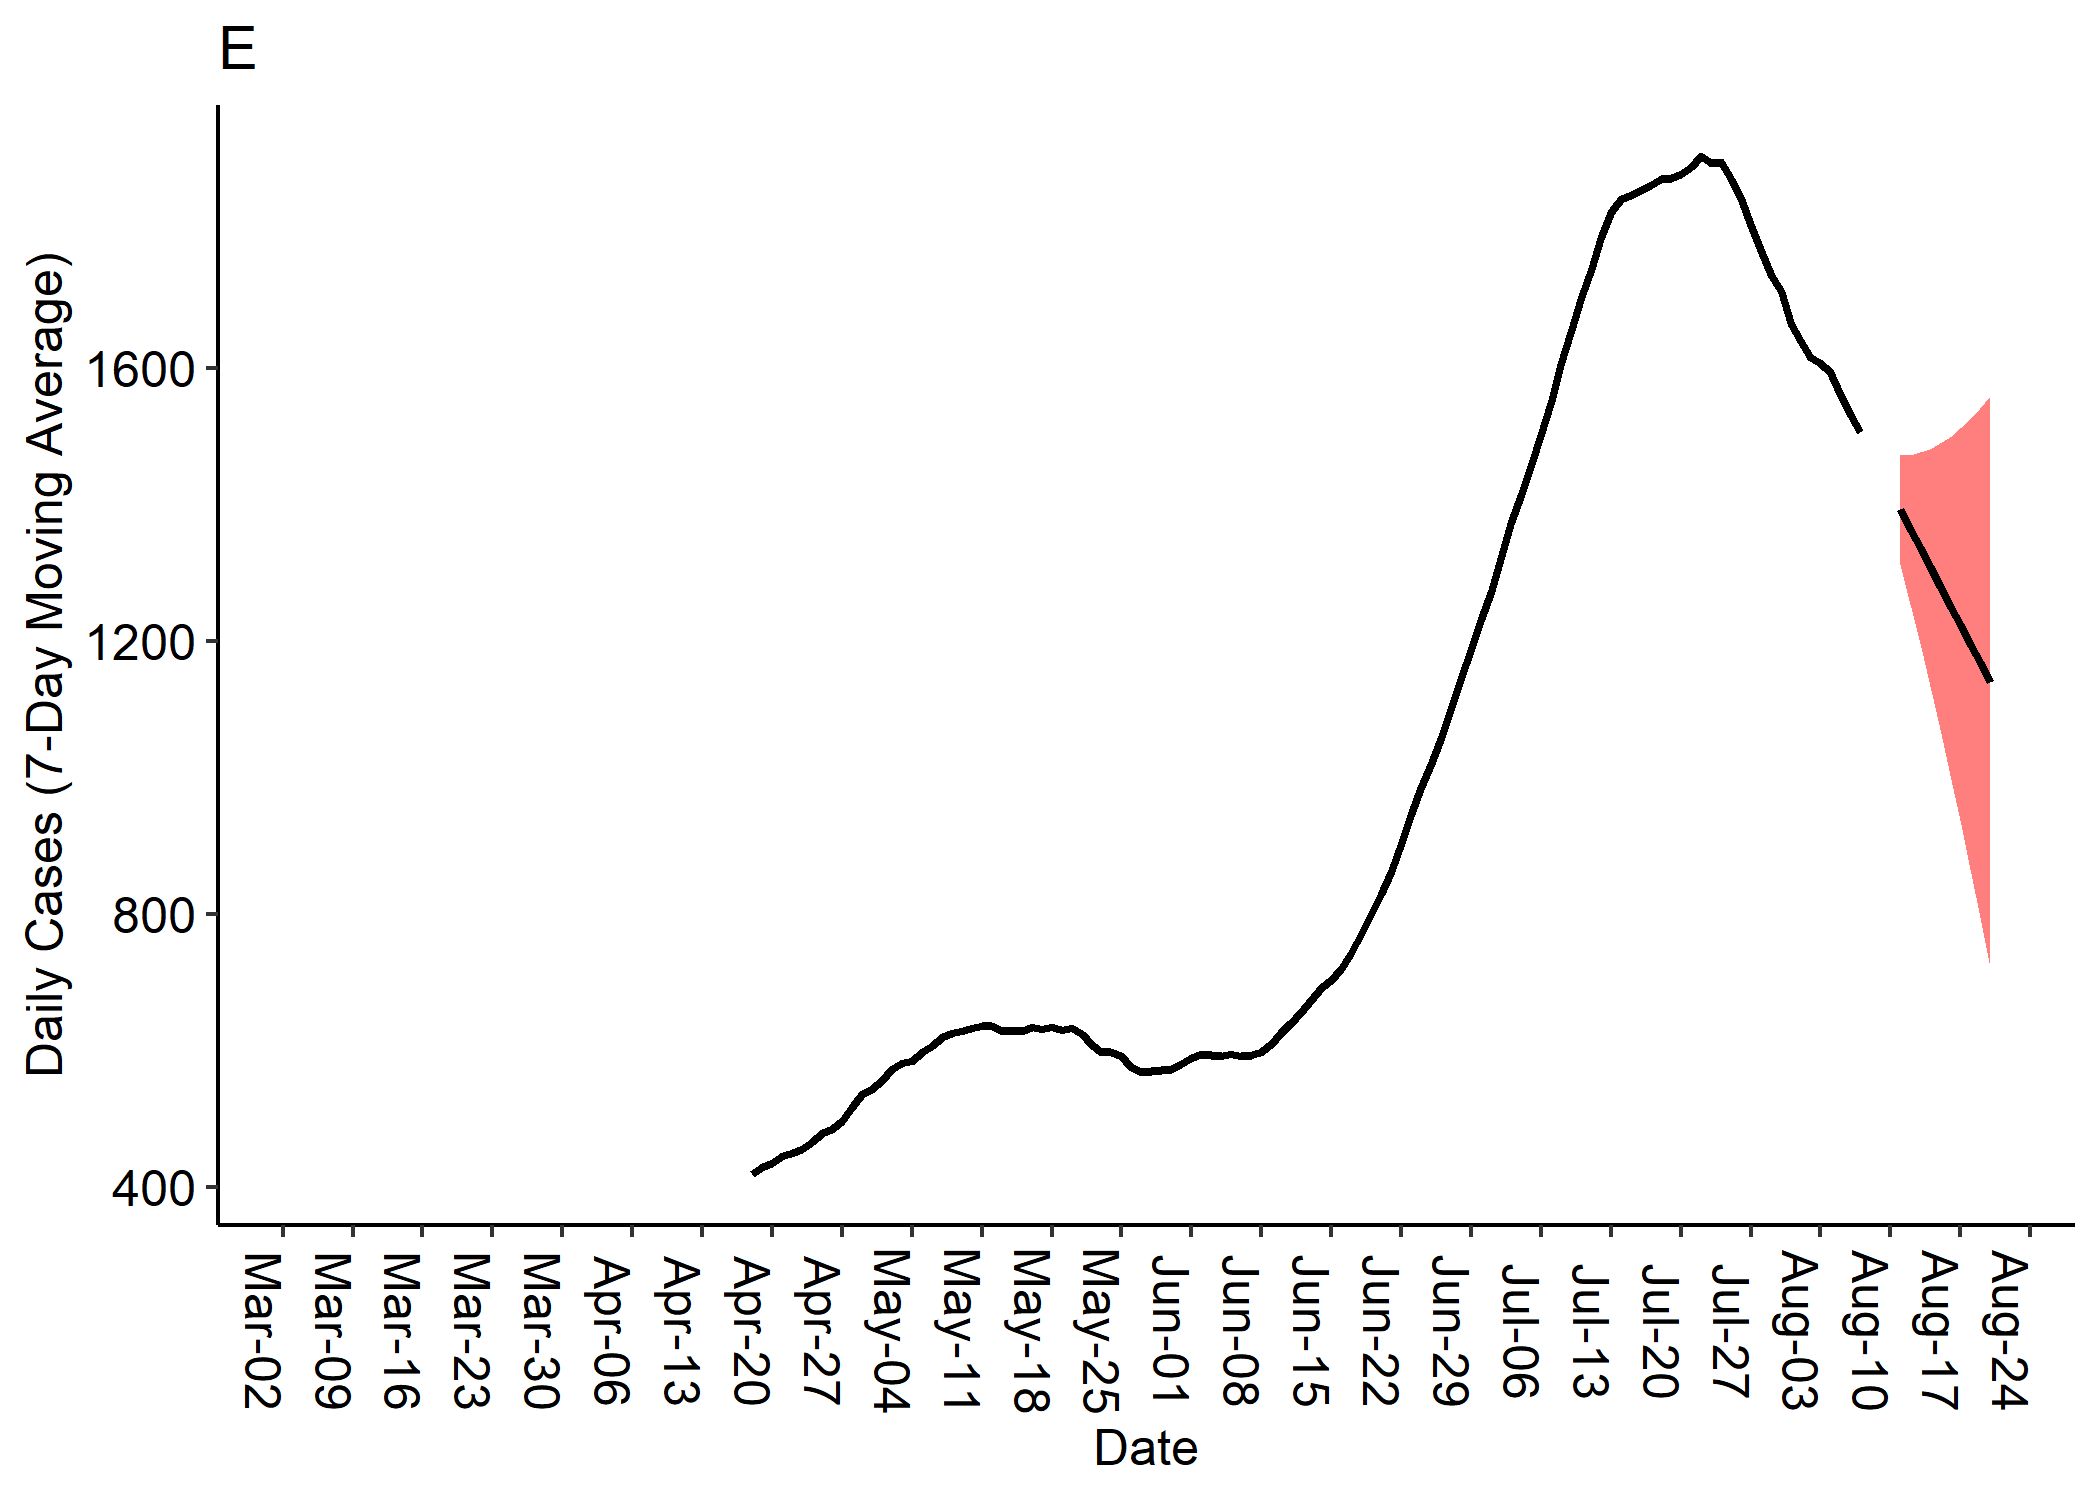 E
Daily Cases (7-Day Moving Average)
1600
1200
800
400
Mar-02
Mar-09
Mar-16
Mar-23
Mar-30
Apr-06
Apr-13
Apr-20
Apr-27
May-04
May-11
May-18
May-25
Jun-01
Jun-08
Jun-15
Jun-22
Jun-29
Jul-06
Jul-13
Jul-20
Jul-27
Aug-03
Aug-10
Aug-17
Aug-24
Date